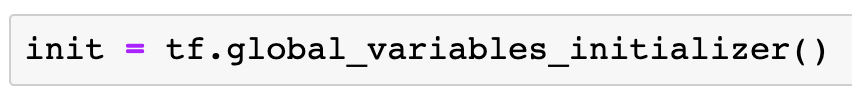 init = tf.global_variables_initializer()